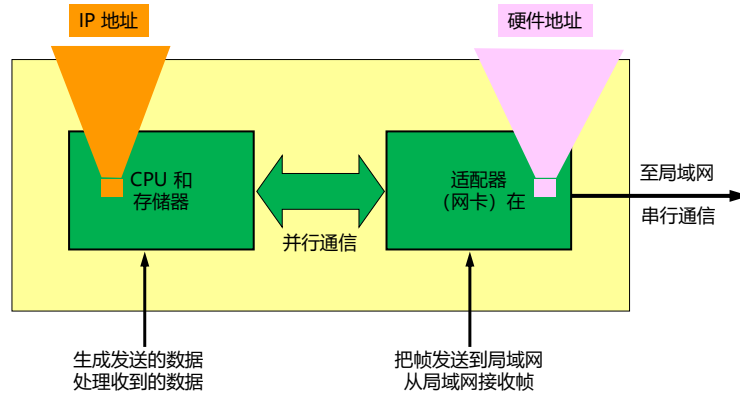 IP 地址
硬件地址
CPU 和
存储器
并行通信
适配器
（网卡）在
至局域网
串行通信
生成发送的数据
处理收到的数据
把帧发送到局域网
从局域网接收帧